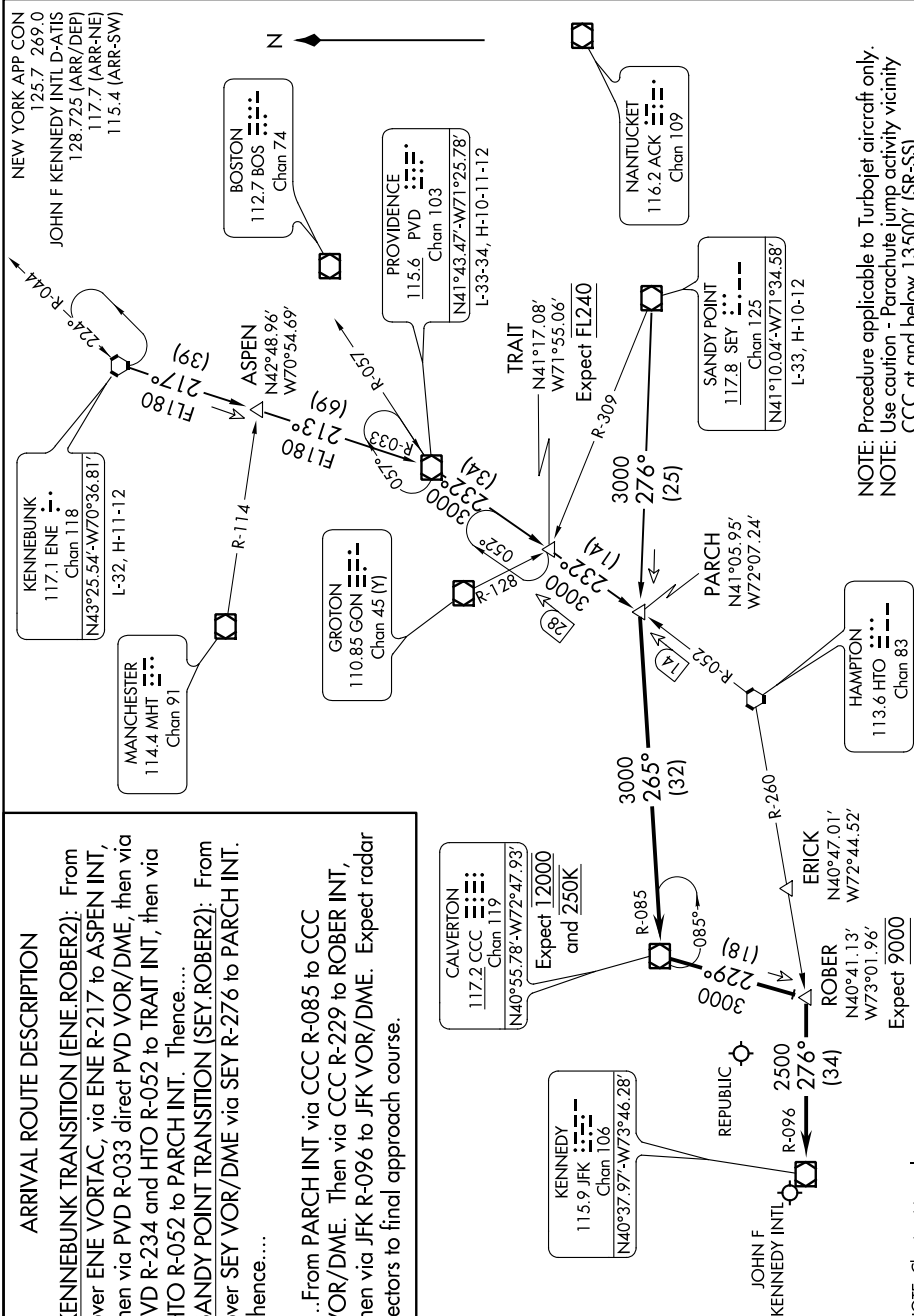 ARRIVAL ROUTE DESCRIPTION
KENNEBUNK TRANSITION (ENE.ROBER2): From
over ENE VORTAC, via ENE R-217 to ASPEN INT,
then via PVD R-033 direct PVD VOR/DME, then via
PVD R-234 and HTO R-052 to TRAIT INT, then via
HTO R-052 to PARCH INT. Thence....
SANDY POINT TRANSITION (SEY.ROBER2): From
over SEY VOR/DME via SEY R-276 to PARCH INT.
Thence....
...From PARCH INT via CCC R-085 to CCC
VOR/DME. Then via CCC R-229 to ROBER INT,
then via JFK R-096 to JFK VOR/DME. Expect radar
vectors to final approach course.
NEW YORK APP CON
125.7 269.0
JOHN F KENNEDY INTL D-ATIS
128.725 (ARR/DEP)
117.7 (ARR-NE)
115.4 (ARR-SW)
KENNEBUNK
117.1 ENE
Chan 118
N43°25.54'-W70°36.81'
L-32, H-11-12
224°
R-044
FL180
217°
(39)
MANCHESTER
114.4 MHT
Chan 91
R-114
ASPEN
N42°48.96'
W70°54.69'
FL180
213°
(69)
BOSTON
112.7 BOS
Chan 74
N
R-057
057°
R-033
PROVIDENCE
115.6 PVD
Chan 103
N41°43.47'-W71°25.78'
L-33-34, H-10-11-12
3000
232°
(34)
GROTON
110.85 GON
Chan 45 (Y)
R-128
052°
TRAIT
N41°17.08'
W71°55.06'
Expect FL240
R-309
28
3000
232°
(14)
NANTUCKET
116.2 ACK
Chan 109
SANDY POINT
117.8 SEY
Chan 125
N41°10.04'-W71°34.58'
L-33, H-10-12
3000
276°
(25)
PARCH
N41°05.95'
W72°07.24'
14
R-052
HAMPTON
113.6 HTO
Chan 83
R-260
3000
265°
(32)
CALVERTON
117.2 CCC
Chan 119
N40°55.78'-W72°47.93'
Expect 12000
and 250K
R-085
085°
3000
229°
(18)
ERICK
N40°47.01'
W72°44.52'
ROBER
N40°41.13'
W73°01.96'
Expect 9000
2500
276°
(34)
R-096
REPUBLIC
KENNEDY
115.9 JFK
Chan 106
N40°37.97'-W73°46.28'
JOHN F
KENNEDY INTL
NOTE: Procedure applicable to Turbojet aircraft only.
NOTE: Use caution - Parachute jump activity vicinity
CCC at and below 13500' (SR-SS)